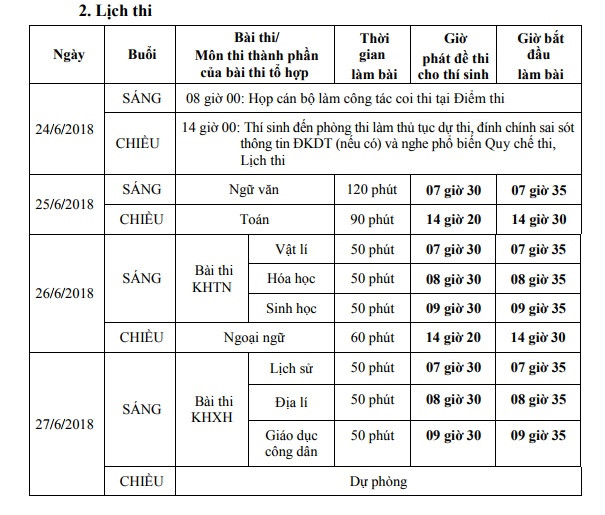 2. Lịch thi
Ngày
Buổi
Bài thi/
Môn thi thành phần
của bài thi tổ hợp
Thời
gian
làm bài
Giờ
phát đề thi
cho thí sinh
Giờ bắt
đầu
làm bài
24/6/2018
SÁNG
08 giờ 00: Họp cán bộ làm công tác coi thi tại Điểm thi
CHIỀU
14 giờ 00: Thí sinh đến phòng thi làm thủ tục dự thi, đính chính sai sót
thông tin ĐKDT (nếu có) và nghe phổ biến Quy chế thi,
Lịch thi
25/6/2018
SÁNG
Ngữ văn
120 phút
07 giờ 30
07 giờ 35
CHIỀU
Toán
90 phút
14 giờ 20
14 giờ 30
26/6/2018
SÁNG
Bài thi
KHTN
Vật lí
50 phút
07 giờ 30
07 giờ 35
Hóa học
50 phút
08 giờ 30
08 giờ 35
Sinh học
50 phút
09 giờ 30
09 giờ 35
CHIỀU
Ngoại ngữ
60 phút
14 giờ 20
14 giờ 30
27/6/2018
SÁNG
Bài thi
KHXH
Lịch sử
50 phút
07 giờ 30
07 giờ 35
Địa lí
50 phút
08 giờ 30
08 giờ 35
Giáo dục
công dân
50 phút
09 giờ 30
09 giờ 35
CHIỀU
Dự phòng